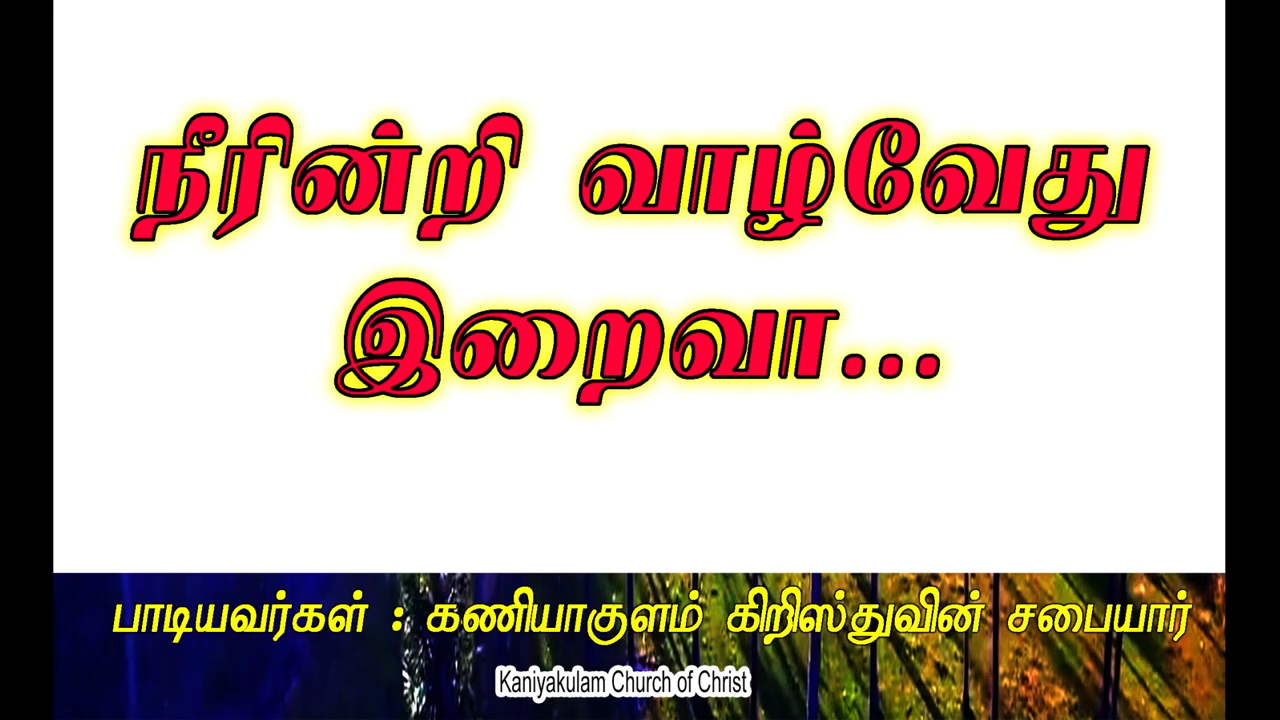 நீரின்றி வாழ்வேது
இறைவா...
பாடியவர்கள் : கணியாகுளம் கிறிஸ்துவின் சபையார்
Kaniyakulam Church of Christ